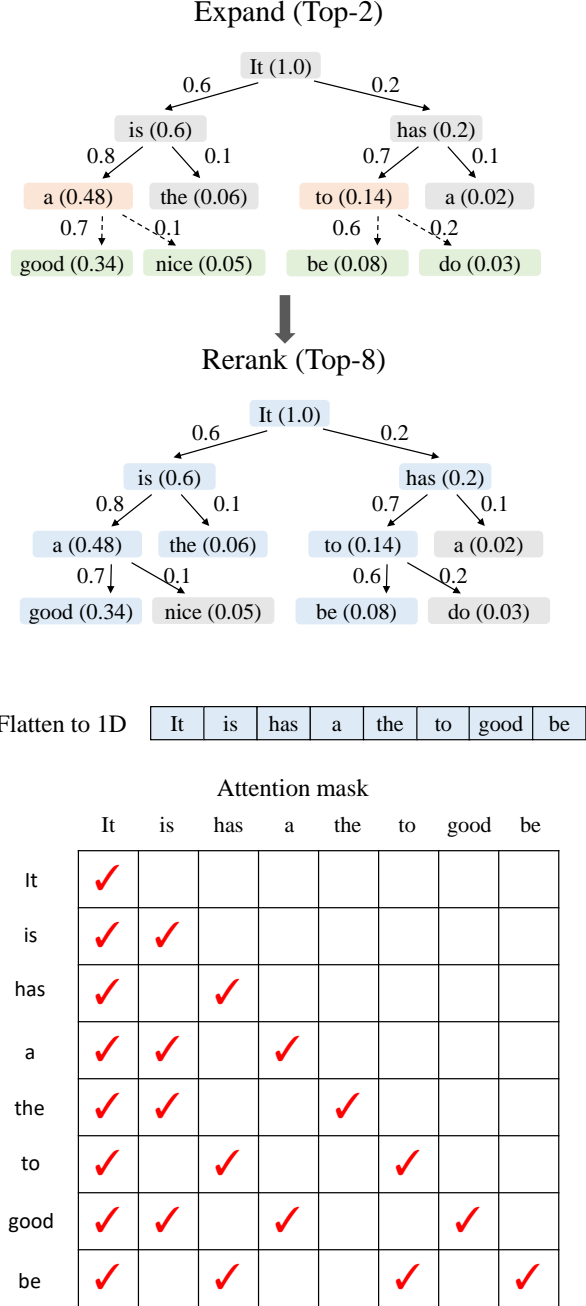 Expand (Top-2)
It (1.0)
0.6 0.2
is (0.6) has (0.2)
0.8 0.1 0.7 0.1
a (0.48) the (0.06) to (0.14) a (0.02)
0.7 0.1 0.6 0.2
good (0.34) nice (0.05) be (0.08) do (0.03)
Rerank (Top-8)
It (1.0)
0.6 0.2
is (0.6) has (0.2)
0.8 0.1 0.7 0.1
a (0.48) the (0.06) to (0.14) a (0.02)
0.7 0.1 0.6 0.2
good (0.34) nice (0.05) be (0.08) do (0.03)
Flatten to 1D It is has a the to good be
Attention mask
It is has a the to good be
It
is
has
a
the
to
good
be